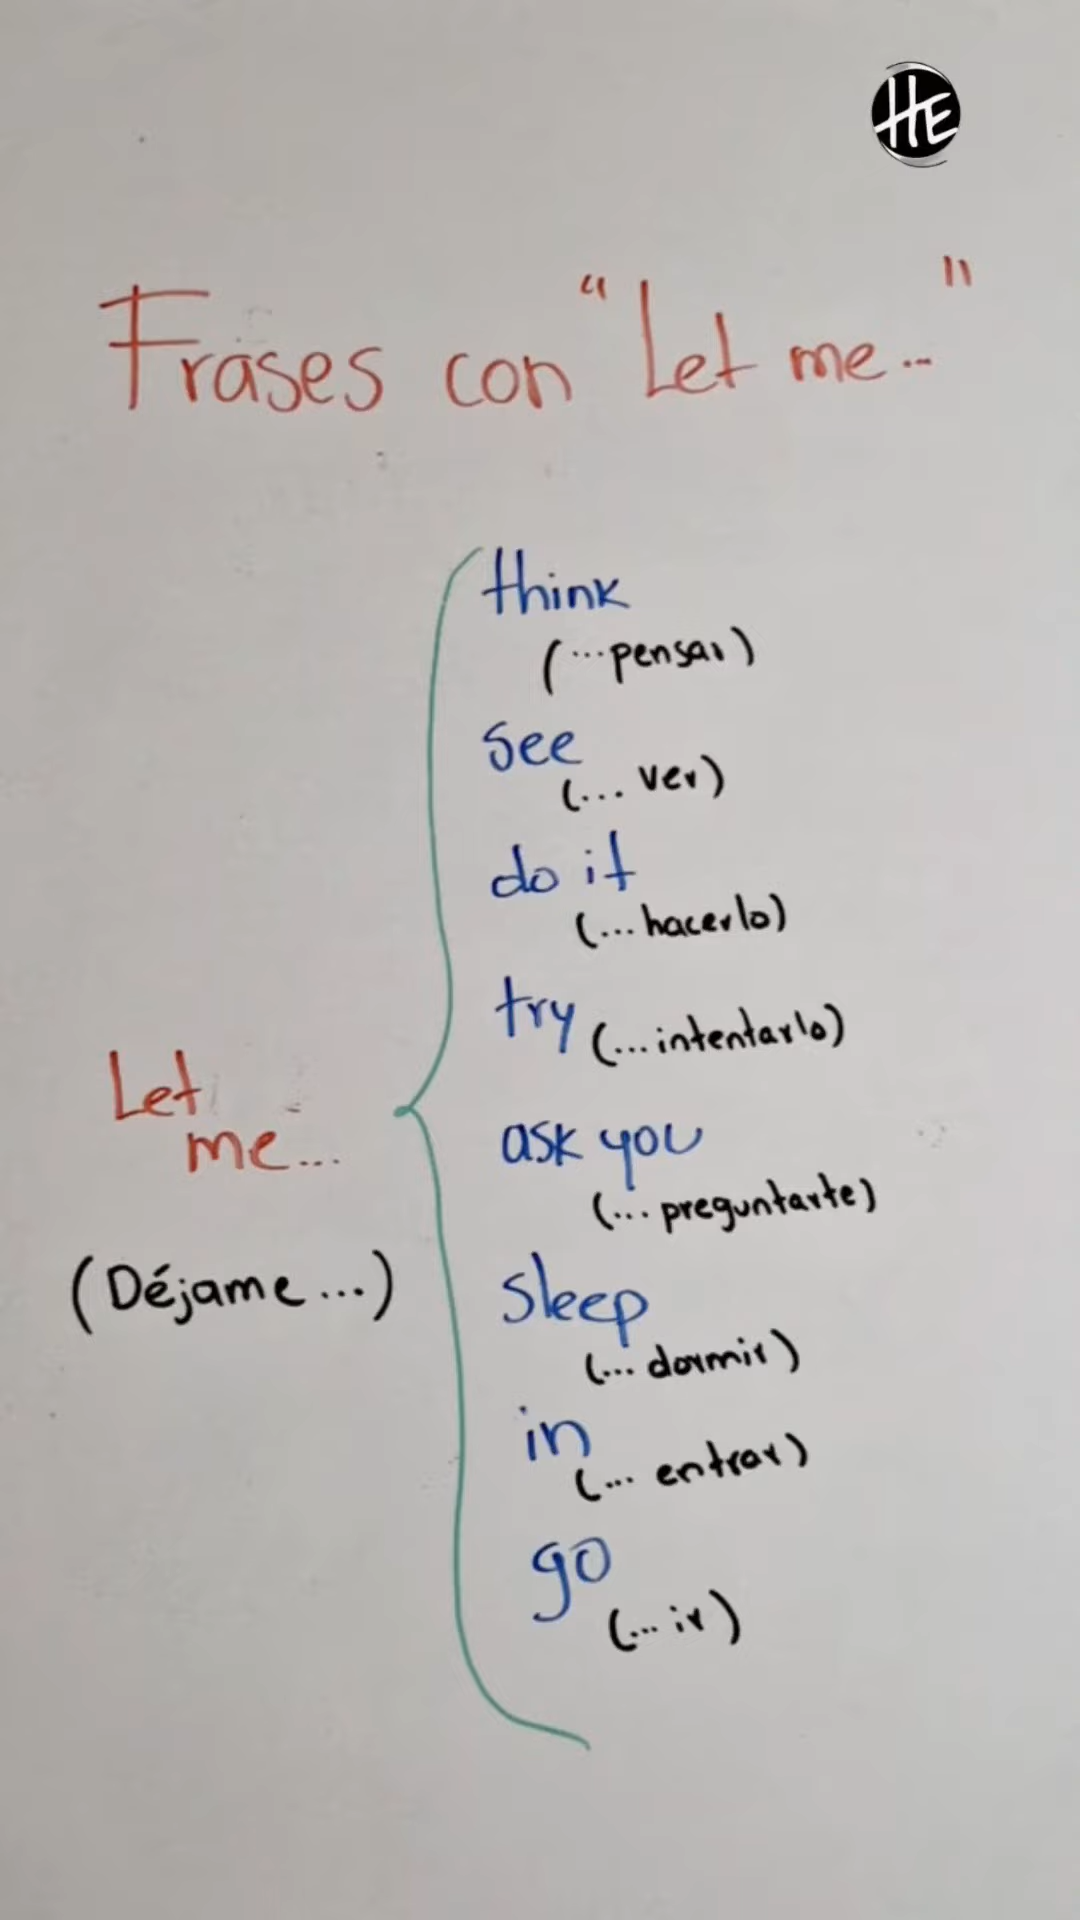 HE
Frases con "Let me..."
think
(...pensar)
see
(... ver)
do it
(...hacerlo)
try (...intentarlo)
Let
me...
ask you
(... preguntarte)
(Déjame...)
sleep
(... dormir)
in
(... entrar)
go
(... ir)